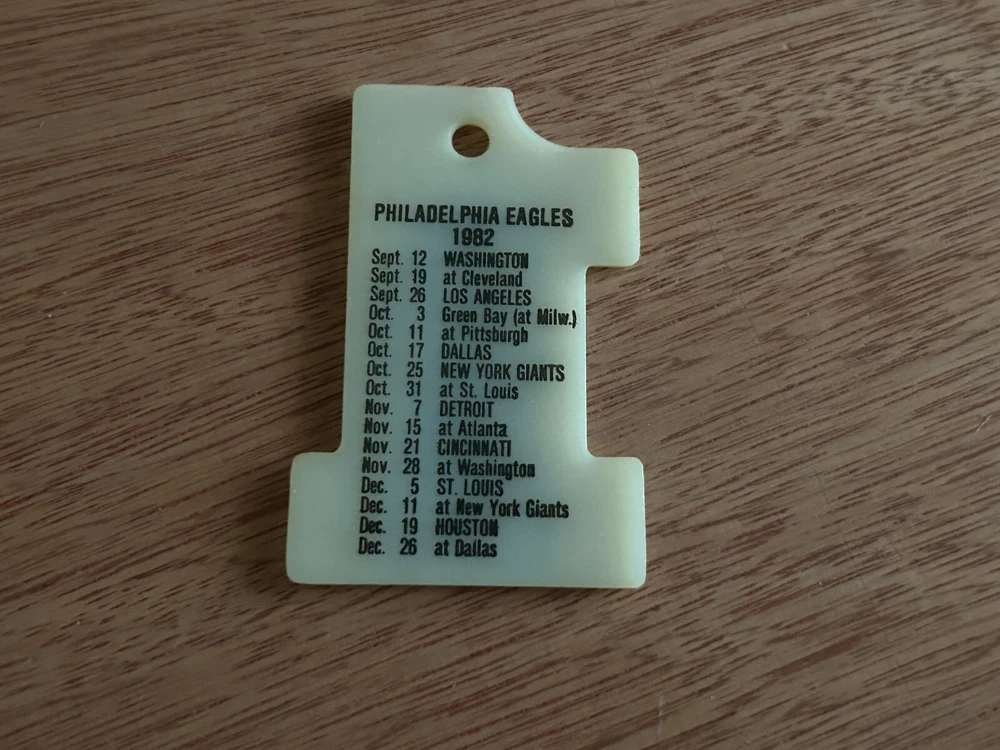 PHILADELPHIA EAGLES
1982
Sept. 12 WASHINGTON
Sept. 19 at Cleveland
Sept. 26 LOS ANGELES
Oct. 3 Green Bay (at Milw.)
Oct. 11 at Pittsburgh
Oct. 17 DALLAS
Oct. 25 NEW YORK GIANTS
Oct. 31 at St. Louis
Nov. 7 DETROIT
Nov. 15 at Atlanta
Nov. 21 CINCINNATI
Nov. 28 at Washington
Dec. 5 ST. LOUIS
Dec. 11 at New York Giants
Dec. 19 HOUSTON
Dec. 26 at Dallas